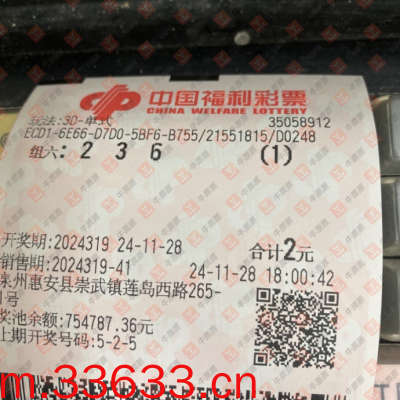 中国福利彩票
CHINA WELFARE LOTTERY
玩法:3D-单式 35058912
ECD1-6E66-D7D0-5BF6-B755/21551815/D0248
组六: 2 3 6 (1)
开奖期:2024319 24-11-28 合计2元
销售期:2024319-41 24-11-28 18:00:42
州惠安县崇武镇莲岛西路265-
号
奖池余额:754787.36元
上期开奖号码:5-2-5
m.33633.cn